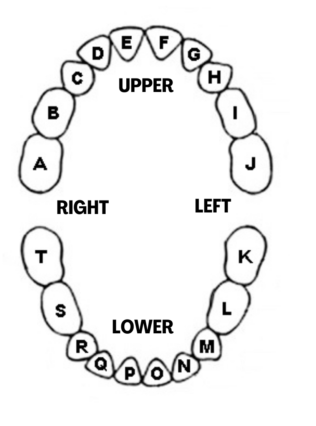 E F
D G
C H
UPPER
B I
A J
RIGHT LEFT
T K
S L
LOWER
R M
Q N
P O